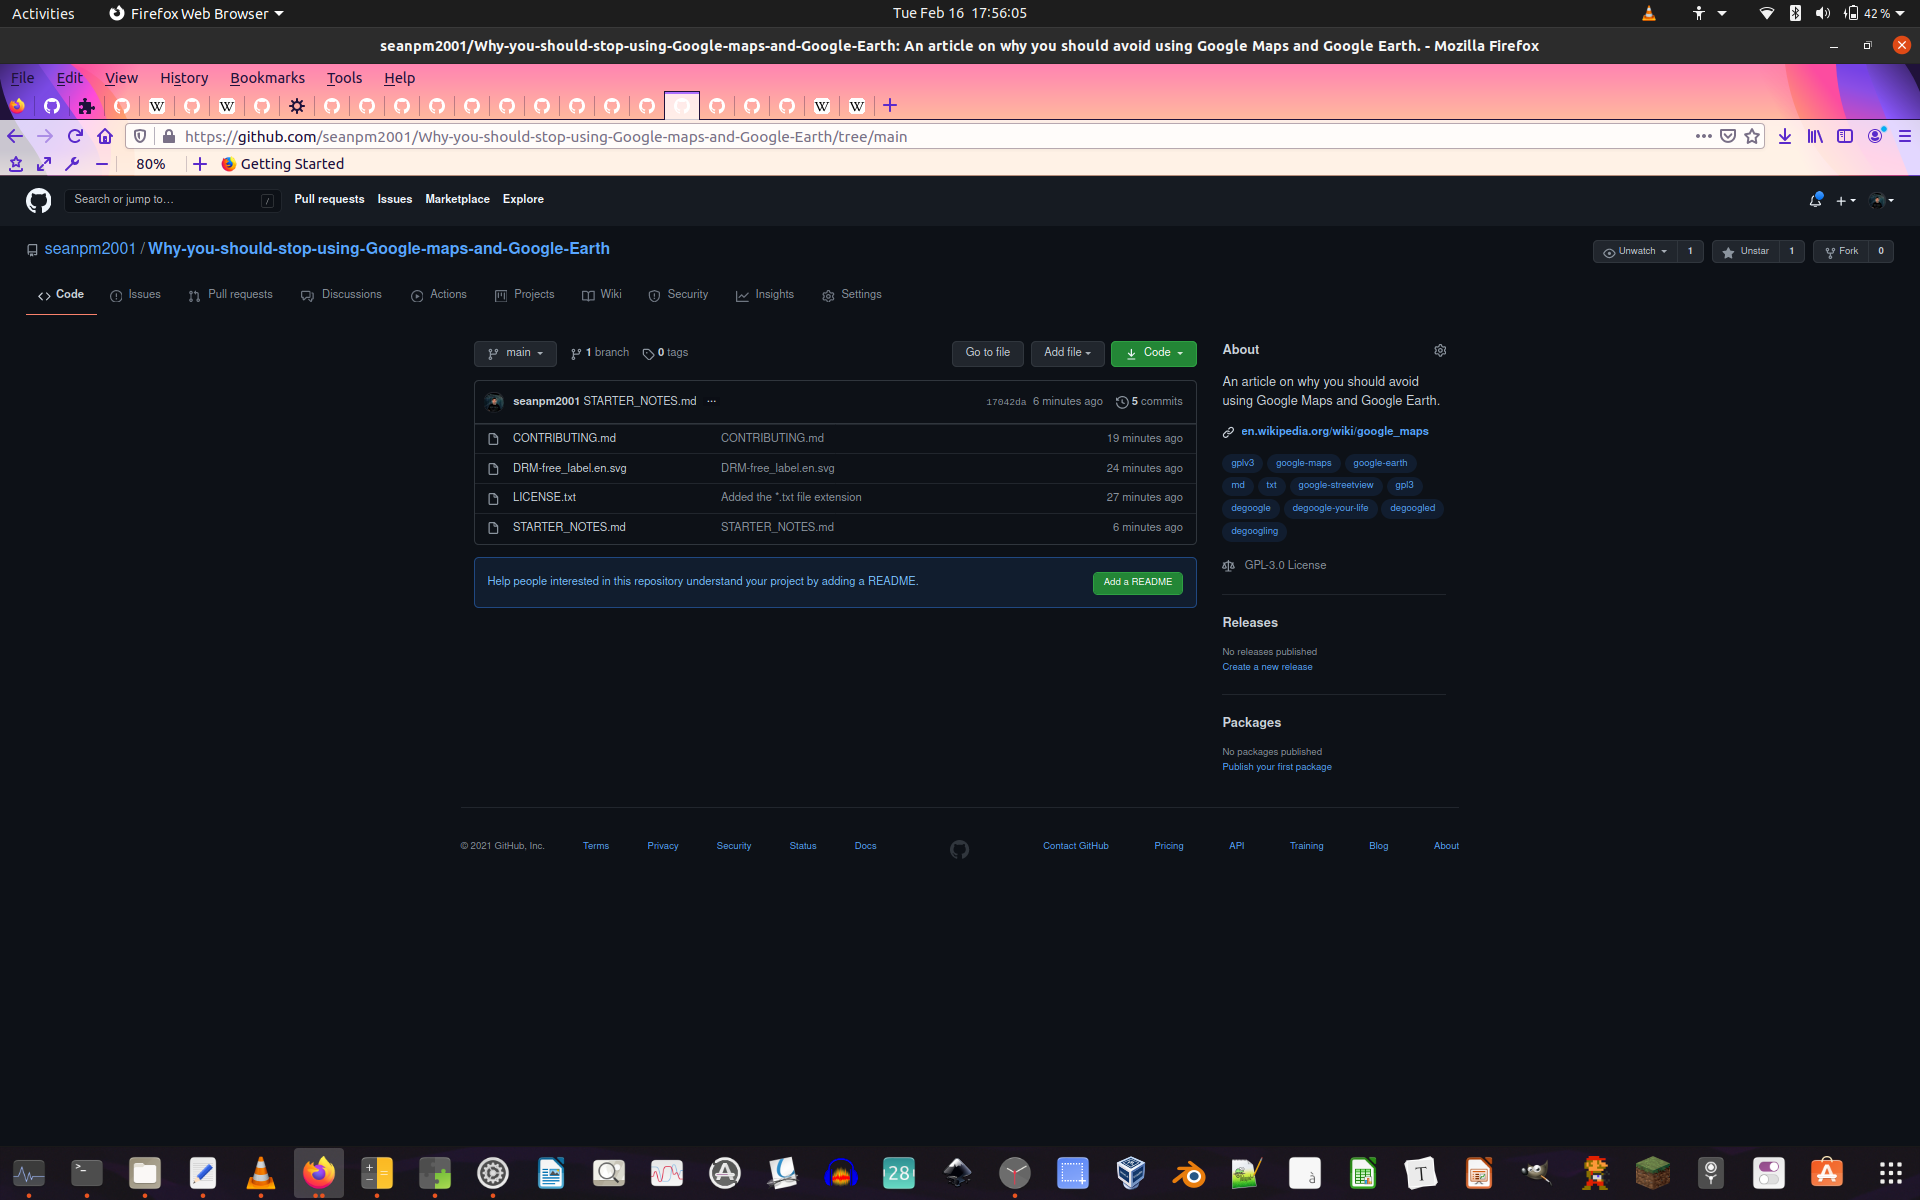 Activities
Firefox Web Browser
Tue Feb 16 17:56:05
42 %
seanpm2001/Why-you-should-stop-using-Google-maps-and-Google-Earth: An article on why you should avoid using Google Maps and Google Earth. - Mozilla Firefox
File Edit View History Bookmarks Tools Help
https://github.com/seanpm2001/Why-you-should-stop-using-Google-maps-and-Google-Earth/tree/main
80%
Getting Started
Search or jump to…
/
Pull requests
Issues
Marketplace
Explore
seanpm2001 / Why-you-should-stop-using-Google-maps-and-Google-Earth
Unwatch 1
Unstar 1
Fork 0
Code
Issues
Pull requests
Discussions
Actions
Projects
Wiki
Security
Insights
Settings
main
1 branch
0 tags
Go to file
Add file
Code
seanpm2001 STARTER_NOTES.md ...
17042da 6 minutes ago
5 commits
CONTRIBUTING.md CONTRIBUTING.md 19 minutes ago
DRM-free_label.en.svg DRM-free_label.en.svg 24 minutes ago
LICENSE.txt Added the *.txt file extension 27 minutes ago
STARTER_NOTES.md STARTER_NOTES.md 6 minutes ago
Help people interested in this repository understand your project by adding a README.
Add a README
About
An article on why you should avoid
using Google Maps and Google Earth.
en.wikipedia.org/wiki/google_maps
gplv3 google-maps google-earth
md txt google-streetview gpl3
degoogle degoogle-your-life degoogled
degoogling
GPL-3.0 License
Releases
No releases published
Create a new release
Packages
No packages published
Publish your first package
© 2021 GitHub, Inc.
Terms
Privacy
Security
Status
Docs
Contact GitHub
Pricing
API
Training
Blog
About
28